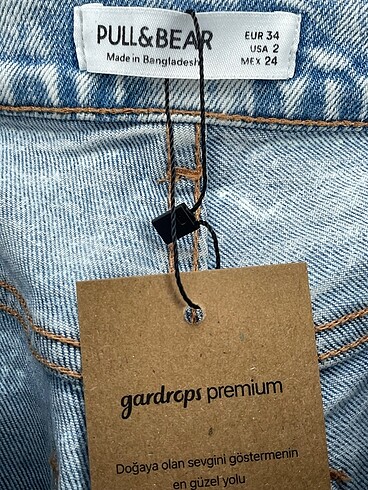 PULL&BEAR
Made in Bangladesh
EUR 34
USA 2
MEX 24
gardrops premium
Doğaya olan sevgini göstermenin
en güzel yolu